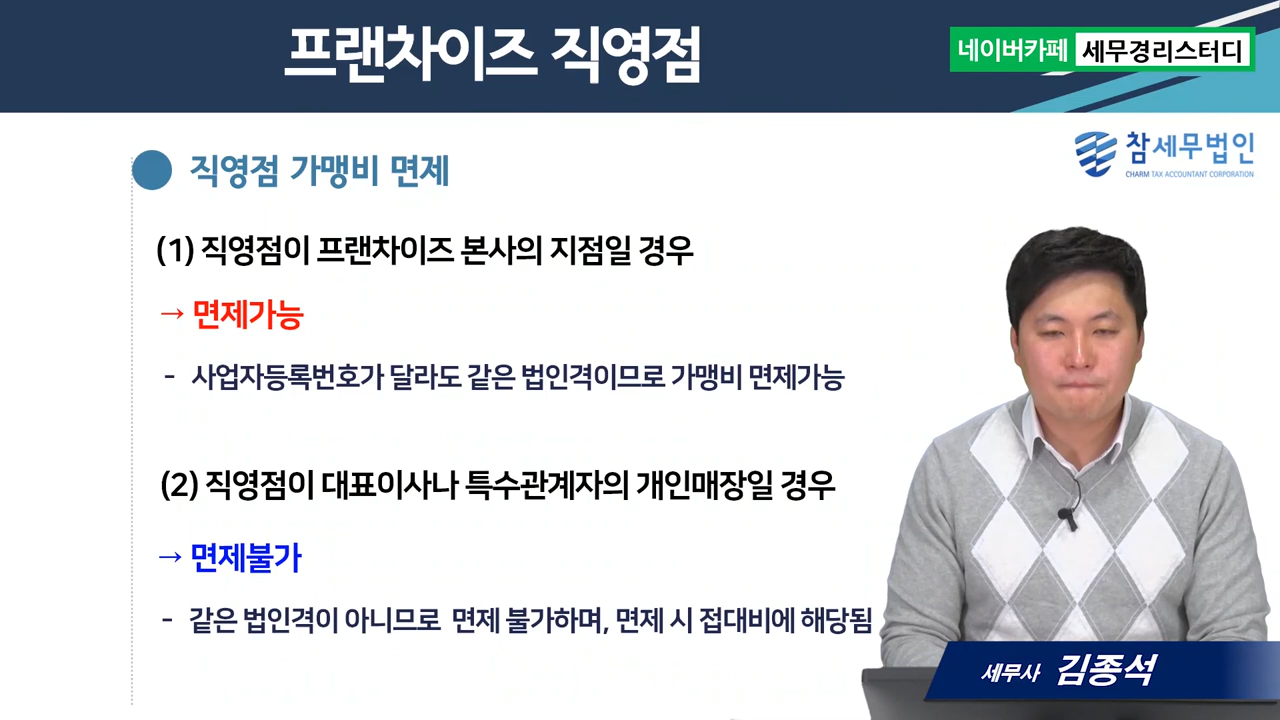 프랜차이즈 직영점
네이버카페 세무경리스터디
참세무법인
CHARM TAX ACCOUNTANT CORPORATION
직영점 가맹비 면제
(1) 직영점이 프랜차이즈 본사의 지점일 경우
→ 면제가능
- 사업자등록번호가 달라도 같은 법인격이므로 가맹비 면제가능
(2) 직영점이 대표이사나 특수관계자의 개인매장일 경우
→ 면제불가
- 같은 법인격이 아니므로 면제 불가하며, 면제 시 접대비에 해당됨
세무사 김종석